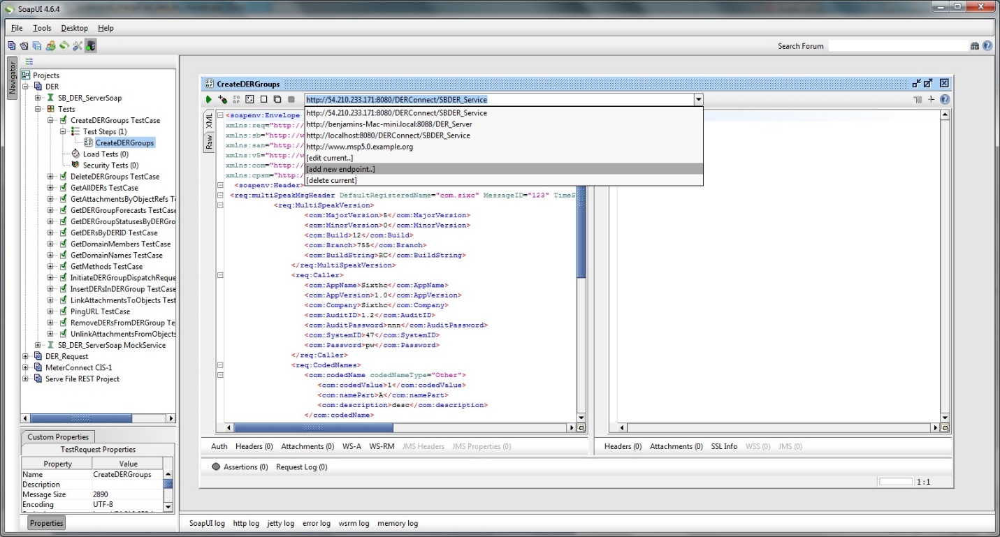 SoapUI 4.6.4
File Tools Desktop Help
Search Forum
Navigator
Projects
DER
SB_DER_ServerSoap
Tests
CreateDERGroups TestCase
Test Steps (1)
CreateDERGroups
Load Tests (0)
Security Tests (0)
DeleteDERGroups TestCase
GetAllDERs TestCase
GetAttachmentsByObjectRefs T
GetDERGroupForecasts TestCase
GetDERGroupStatusesByDERGro
GetDERsByDERID TestCase
GetDomainMembers TestCase
GetDomainNames TestCase
GetMethods TestCase
InitiateDERGroupDispatchReque
InsertDERsInDERGroup TestCase
LinkAttachmentsToObjects Test
PingURL TestCase
RemoveDERsFromDERGroup Te
UnlinkAttachmentsFromObjects
SB_DER_ServerSoap MockService
DER_Request
MeterConnect CIS-1
Serve File REST Project
Custom Properties
TestRequest Properties
Property Value
Name CreateDERGroups
Description
Message Size 2890
Encoding UTF-8
Properties
CreateDERGroups
http://54.210.233.171:8080/DERConnect/SBDER_Service
http://54.210.233.171:8080/DERConnect/SBDER_Service
http://benjamins-Mac-mini.local:8088/DER_Server
http://localhost:8080/DERConnect/SBDER_Service
http://www.msp5.0.example.org
[edit current..]
[add new endpoint..]
[delete current]
XML
Raw
<soapenv:Envelope
xmlns:req="http:/
xmlns:sb="http://w
xmlns:san="http:/
xmlns:v5="http://w
xmlns:com="http:/
xmlns:cpsm="http:
<soapenv:Header>
<req:multiSpeakMsgHeader DefaultRegisteredName="com.sixc" MessageID="123" TimeS
<req:MultiSpeakVersion>
<com:MajorVersion>5</com:MajorVersion>
<com:MinorVersion>0</com:MinorVersion>
<com:Build>12</com:Build>
<com:Branch>755</com:Branch>
<com:BuildString>RC</com:BuildString>
</req:MultiSpeakVersion>
<req:Caller>
<com:AppName>Sixthc</com:AppName>
<com:AppVersion>1.0</com:AppVersion>
<com:Company>Sixthc</com:Company>
<com:AuditID>1.2</com:AuditID>
<com:AuditPassword>nnn</com:AuditPassword>
<com:SystemID>47</com:SystemID>
<com:Password>pw</com:Password>
</req:Caller>
<req:CodedNames>
<com:codedName codedNameType="Other">
<com:codedValue>1</com:codedValue>
<com:namePart>A</com:namePart>
<com:description>desc</com:description>
</com:codedName>
Auth Headers (0) Attachments (0) WS-A WS-RM JMS Headers JMS Properties (0)
Headers (0) Attachments (0) SSL Info WSS (0) JMS (0)
Assertions (0) Request Log (0)
1:1
SoapUI log http log jetty log error log wsrm log memory log